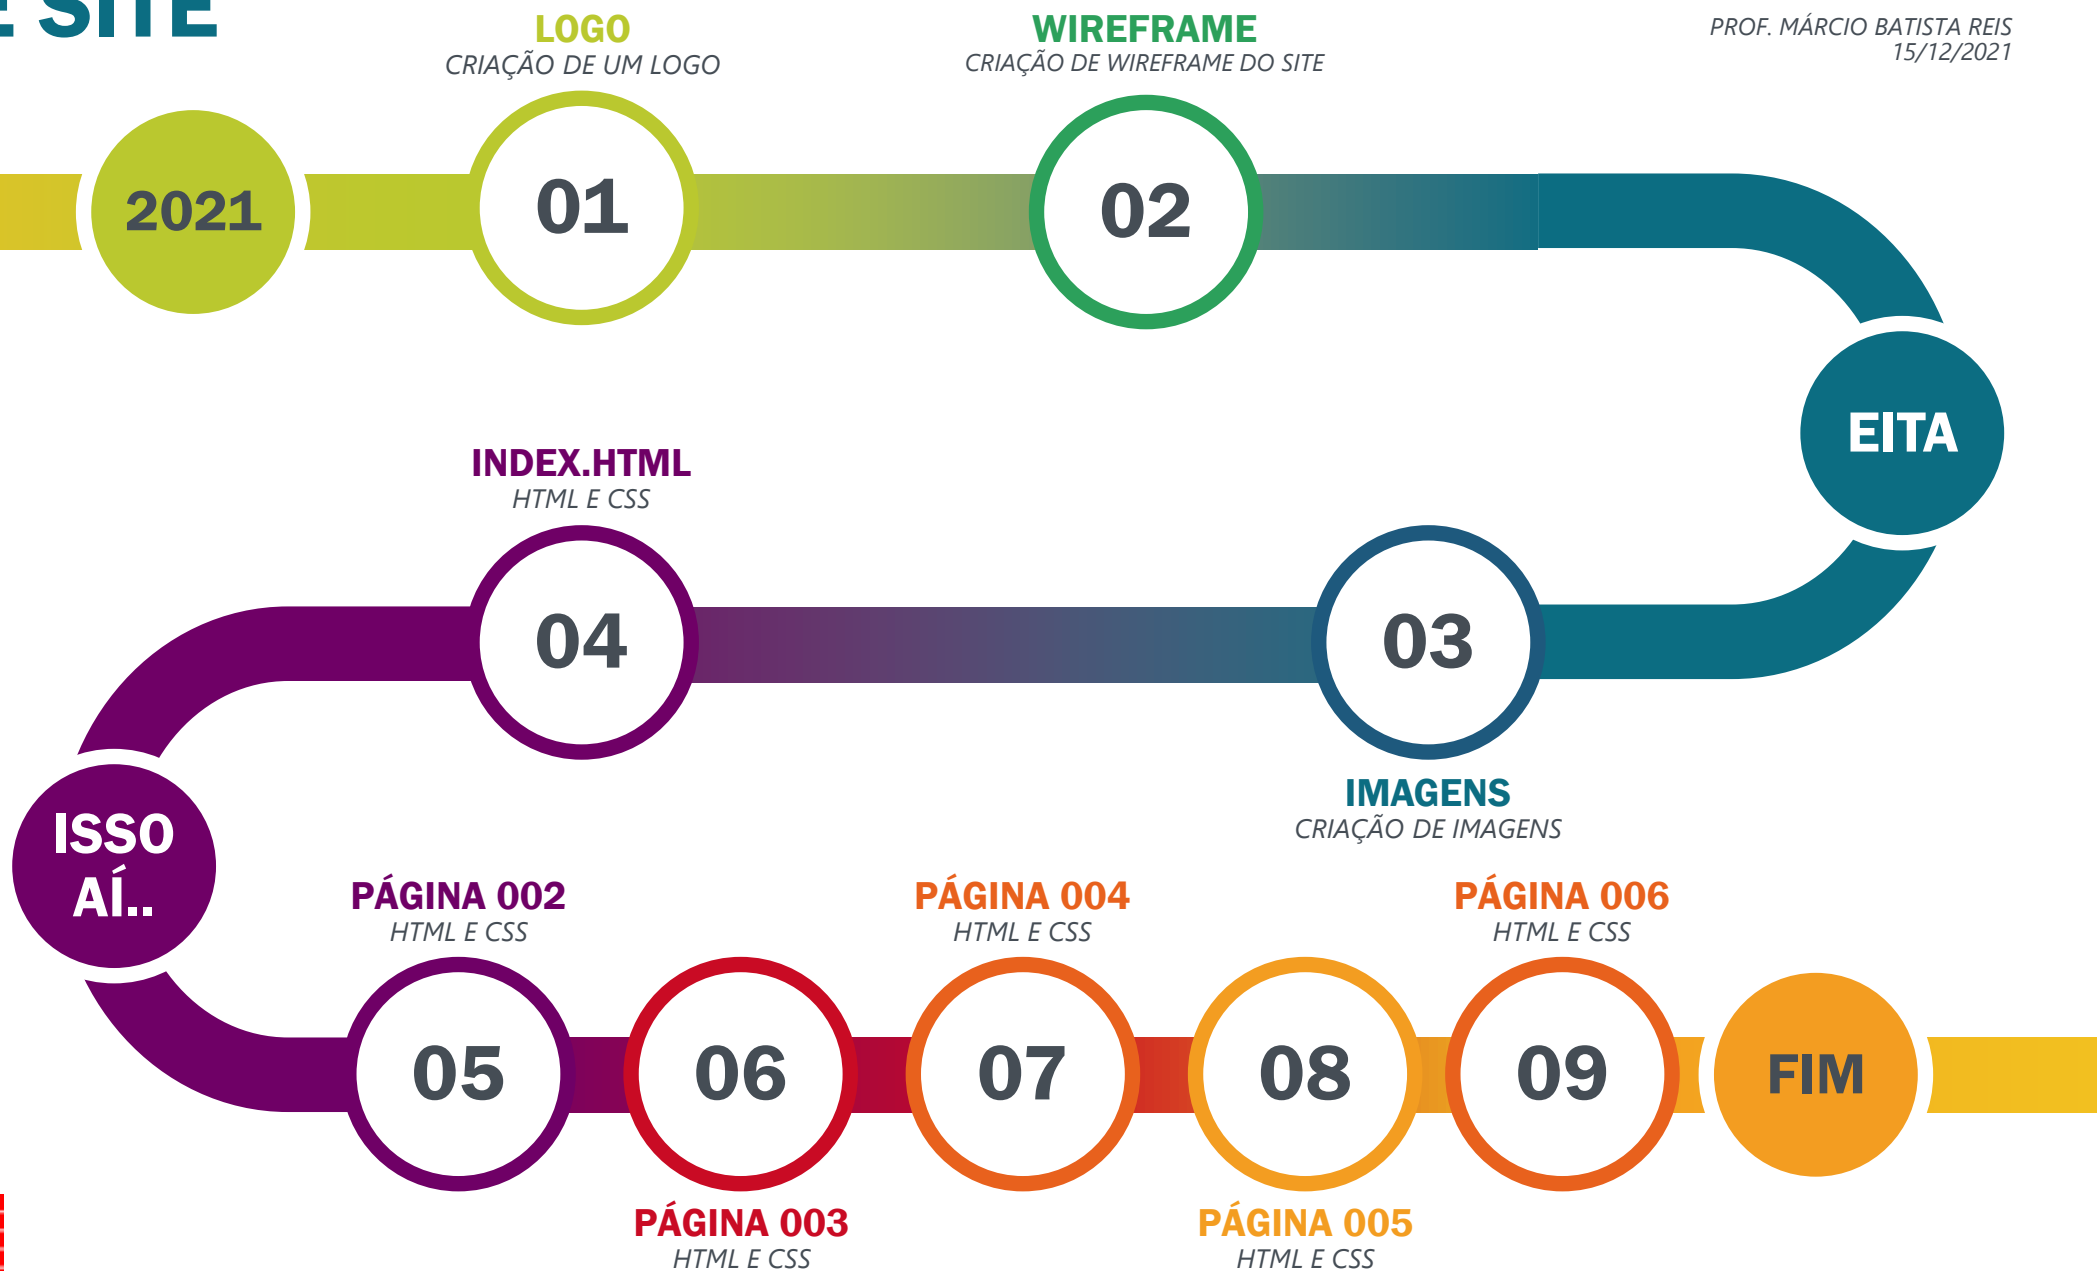 E SITE
LOGO
CRIAÇÃO DE UM LOGO
WIREFRAME
CRIAÇÃO DE WIREFRAME DO SITE
PROF. MÁRCIO BATISTA REIS
15/12/2021
2021
01
02
EITA
INDEX.HTML
HTML E CSS
04
03
IMAGENS
CRIAÇÃO DE IMAGENS
ISSO
AÍ..
PÁGINA 002
HTML E CSS
PÁGINA 004
HTML E CSS
PÁGINA 006
HTML E CSS
05
06
07
08
09
FIM
PÁGINA 003
HTML E CSS
PÁGINA 005
HTML E CSS